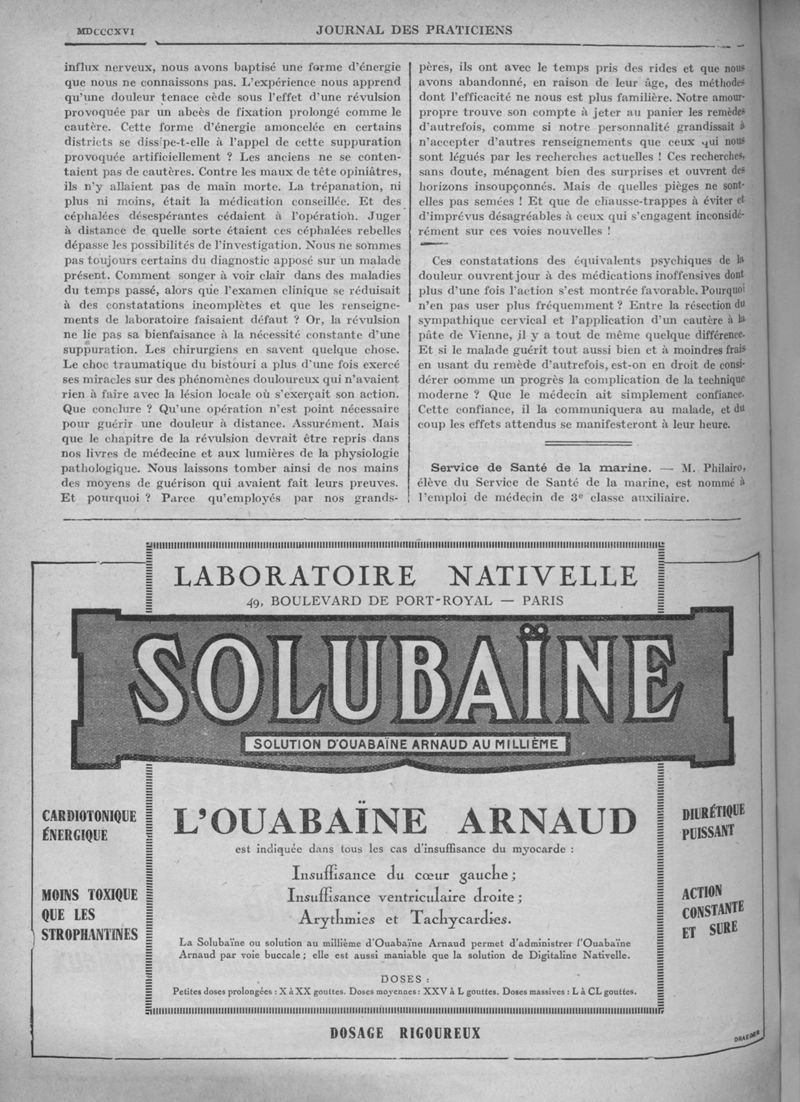 MDCCCXVI
JOURNAL DES PRATICIENS
influx nerveux, nous avons baptisé une forme d'énergie
que nous ne connaissons pas. L'expérience nous apprend
qu'une douleur tenace cède sous l'effet d'une révulsion
provoquée par un abcès de fixation prolongé comme le
cautère. Cette forme d'énergie amoncelée en certains
districts se dissipe-t-elle à l'appel de cette suppuration
provoquée artificiellement ? Les anciens ne se conten-
taient pas de cautères. Contre les maux de tête opiniâtres,
ils n'y allaient pas de main morte. La trépanation, ni
plus ni moins, était la médication conseillée. Et des
céphalées désespérantes cédaient à l'opération. Juger
à distance de quelle sorte étaient ces céphalées rebelles
dépasse les possibilités de l'investigation. Nous ne sommes
pas toujours certains du diagnostic apposé sur un malade
présent. Comment songer à voir clair dans des maladies
du temps passé, alors que l'examen clinique se réduisait
à des constatations incomplètes et que les renseigne-
ments de laboratoire faisaient défaut ? Or, la révulsion
ne lie pas sa bienfaisance à la nécessité constante d'une
suppuration. Les chirurgiens en savent quelque chose.
Le choc traumatique du bistouri a plus d'une fois exercé
ses miracles sur des phénomènes douloureux qui n'avaient
rien à faire avec la lésion locale où s'exerçait son action.
Que conclure ? Qu'une opération n'est point nécessaire
pour guérir une douleur à distance. Assurément. Mais
que le chapitre de la révulsion devrait être repris dans
nos livres de médecine et aux lumières de la physiologie
pathologique. Nous laissons tomber ainsi de nos mains
des moyens de guérison qui avaient fait leurs preuves.
Et pourquoi ? Parce qu'employés par nos grands-
pères, ils ont avec le temps pris des rides et que nous
avons abandonné, en raison de leur âge, des méthodes
dont l'efficacité ne nous est plus familière. Notre amour-
propre trouve son compte à jeter au panier les remèdes
d'autrefois, comme si notre personnalité grandissait à
n'accepter d'autres renseignements que ceux qui nous
sont légués par les recherches actuelles ! Ces recherches,
sans doute, ménagent bien des surprises et ouvrent des
horizons insoupçonnés. Mais de quelles pièges ne sont-
elles pas semées ! Et que de chausse-trappes à éviter et
d'imprévus désagréables à ceux qui s'engagent inconsidé-
rément sur ces voies nouvelles !
Ces constatations des équivalents psychiques de la
douleur ouvrent jour à des médications inoffensives dont
plus d'une fois l'action s'est montrée favorable. Pourquoi
n'en pas user plus fréquemment ? Entre la résection du
sympathique cervical et l'application d'un cautère à la
pâte de Vienne, il y a tout de même quelque différence.
Et si le malade guérit tout aussi bien et à moindres frais
en usant du remède d'autrefois, est-on en droit de consi-
dérer comme un progrès la complication de la technique
moderne ? Que le médecin ait simplement confiance.
Cette confiance, il la communiquera au malade, et du
coup les effets attendus se manifesteront à leur heure.
Service de Santé de la marine. — M. Philairo,
élève du Service de Santé de la marine, est nommé à
l'emploi de médecin de 3e classe auxiliaire.
LABORATOIRE NATIVELLE
49, BOULEVARD DE PORT-ROYAL — PARIS
SOLUBAÏNE
SOLUTION D'OUABAÏNE ARNAUD AU MILLIÈME
CARDIOTONIQUE
ÉNERGIQUE
MOINS TOXIQUE
QUE LES
STROPHANTINES
L'OUABAÏNE ARNAUD
est indiquée dans tous les cas d'insuffisance du myocarde :
Insuffisance du cœur gauche ;
Insuffisance ventriculaire droite ;
Arythmies et Tachycardies.
La Solubaïne ou solution au millième d'Ouabaïne Arnaud permet d'administrer l'Ouabaïne
Arnaud par voie buccale ; elle est aussi maniable que la solution de Digitaline Nativelle.
DOSES :
Petites doses prolongées : X à XX gouttes. Doses moyennes : XXV à L gouttes. Doses massives : L à CL gouttes.
DIURÉTIQUE
PUISSANT
ACTION
CONSTANTE
ET SURE
DOSAGE RIGOUREUX
DRAEGER